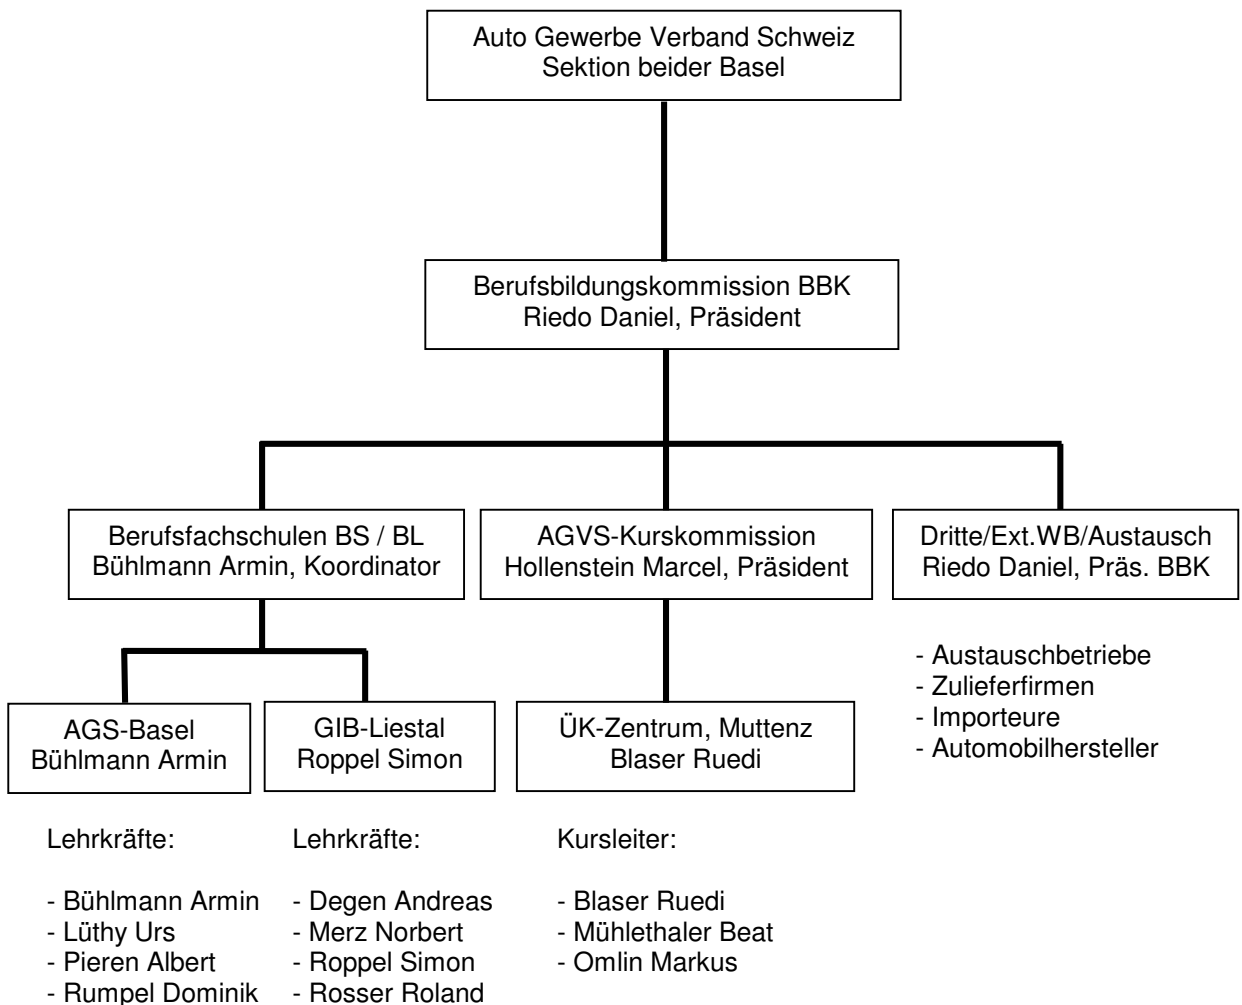 Auto Gewerbe Verband Schweiz
Sektion beider Basel
Berufsbildungskommission BBK
Riedo Daniel, Präsident
Berufsfachschulen BS / BL
Bühlmann Armin, Koordinator
AGVS-Kurskommission
Hollenstein Marcel, Präsident
Dritte/Ext.WB/Austausch
Riedo Daniel, Präs. BBK
- Austauschbetriebe
- Zulieferfirmen
- Importeure
- Automobilhersteller
AGS-Basel
Bühlmann Armin
GIB-Liestal
Roppel Simon
ÜK-Zentrum, Muttenz
Blaser Ruedi
Lehrkräfte:
- Bühlmann Armin
- Lüthy Urs
- Pieren Albert
- Rumpel Dominik
Lehrkräfte:
- Degen Andreas
- Merz Norbert
- Roppel Simon
- Rosser Roland
Kursleiter:
- Blaser Ruedi
- Mühlethaler Beat
- Omlin Markus